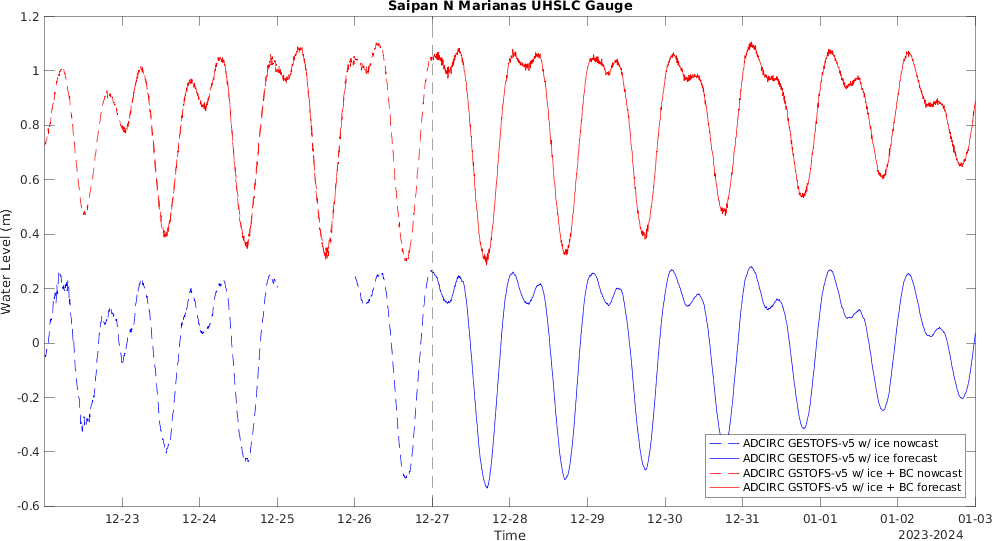 Saipan N Marianas UHSLC Gauge
Water Level (m)
1.2
1
0.8
0.6
0.4
0.2
0
-0.2
-0.4
-0.6
ADCIRC GESTOFS-v5 w/ ice nowcast
ADCIRC GESTOFS-v5 w/ ice forecast
ADCIRC GSTOFS-v5 w/ ice + BC nowcast
ADCIRC GSTOFS-v5 w/ ice + BC forecast
12-23 12-24 12-25 12-26 12-27 12-28 12-29 12-30 12-31 01-01 01-02 01-03
Time
2023-2024